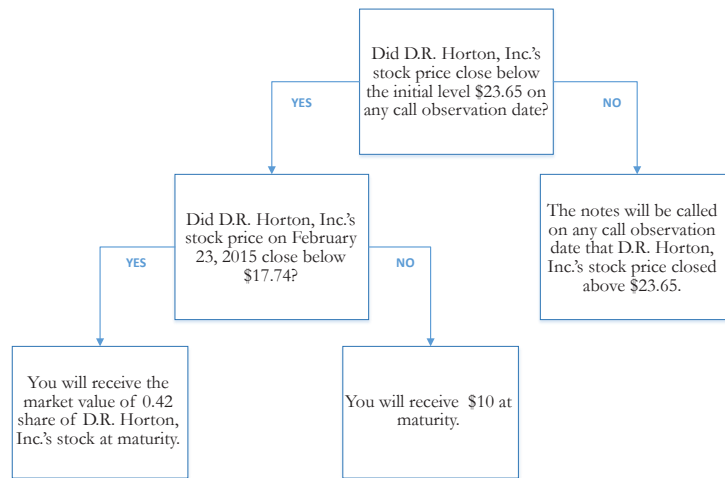 Did D.R. Horton, Inc.'s
stock price close below
the initial level $23.65 on
any call observation date?
YES
NO
Did D.R. Horton, Inc.'s
stock price on February
23, 2015 close below
$17.74?
The notes will be called
on any call observation
date that D.R. Horton,
Inc.'s stock price closed
above $23.65.
YES
NO
You will receive the
market value of 0.42
share of D.R. Horton,
Inc.'s stock at maturity.
You will receive $10 at
maturity.